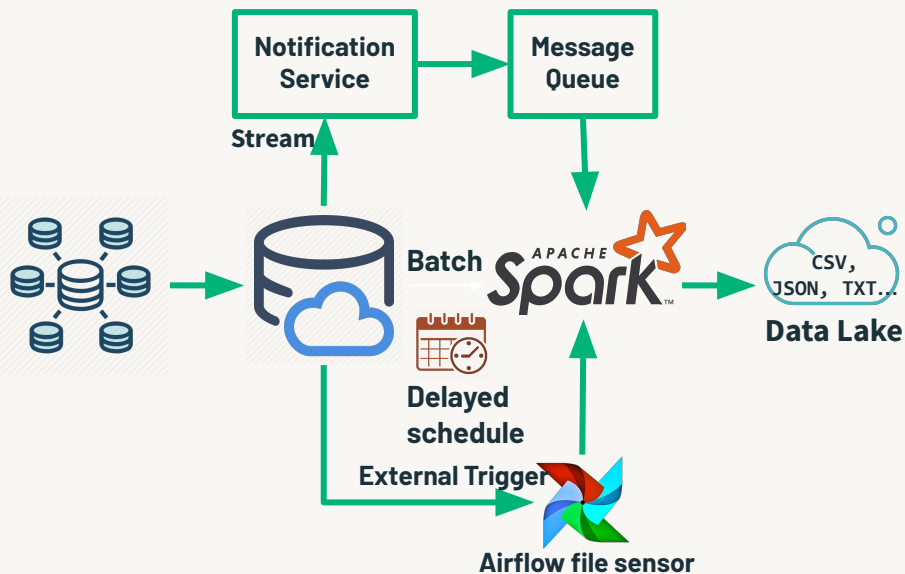 Notification
Service
Message
Queue
Stream
Batch
APACHE
Spark™
CSV,
JSON, TXT...
Data Lake
Delayed
schedule
External Trigger
Airflow file sensor